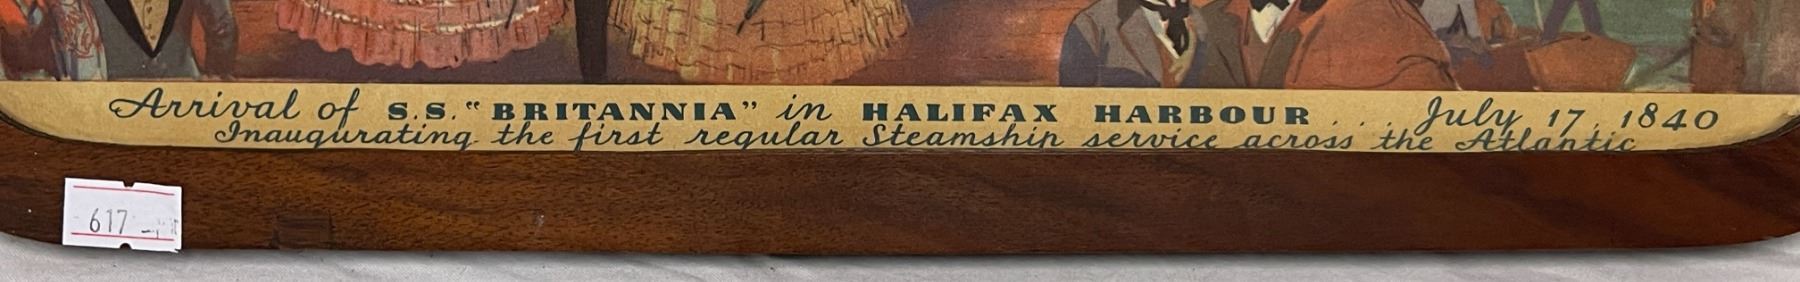 Arrival of S.S. "BRITANNIA" in HALIFAX HARBOUR . . . July 17, 1840
Inaugurating the first regular Steamship service across the Atlantic
617